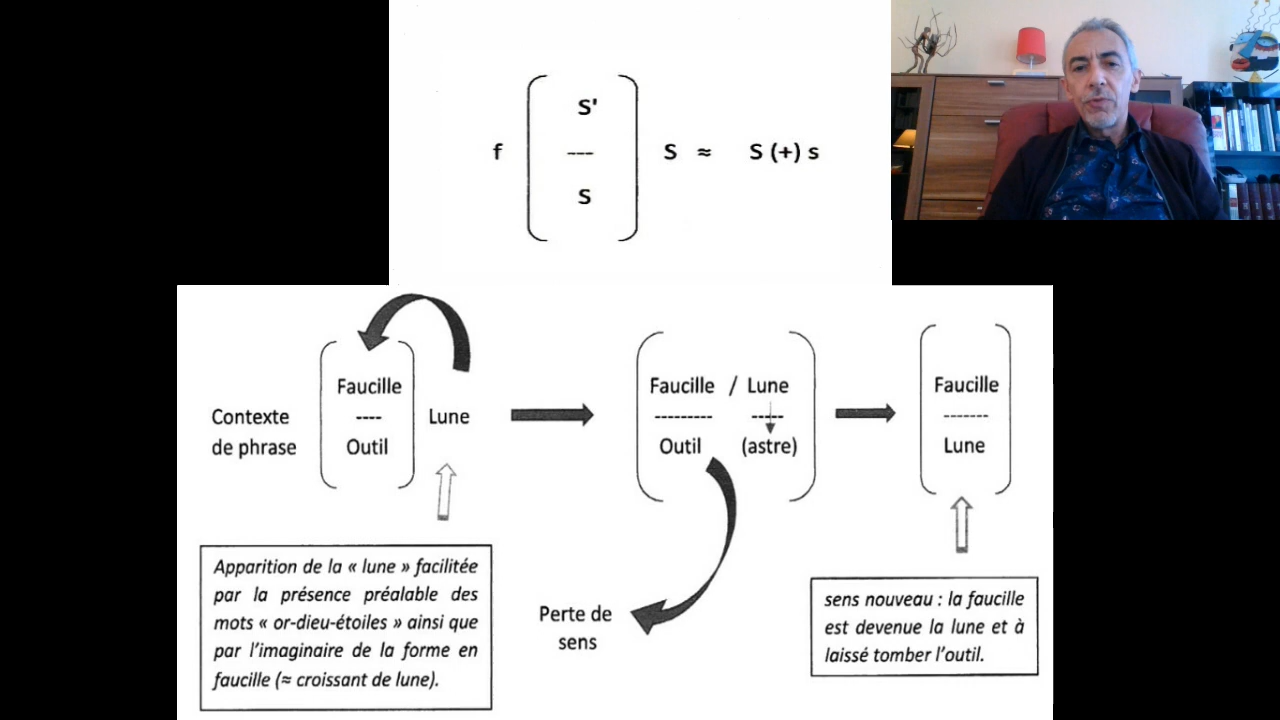 S'
---
f S ≈ S (+) s
S
Faucille
Contexte
de phrase
----
Outil
Lune
Faucille / Lune
--------- -----
Outil (astre)
Faucille
-------
Lune
Apparition de la « lune » facilitée
par la présence préalable des
mots « or-dieu-étoiles » ainsi que
par l'imaginaire de la forme en
faucille (≈ croissant de lune).
Perte de
sens
sens nouveau : la faucille
est devenue la lune et à
laissé tomber l'outil.